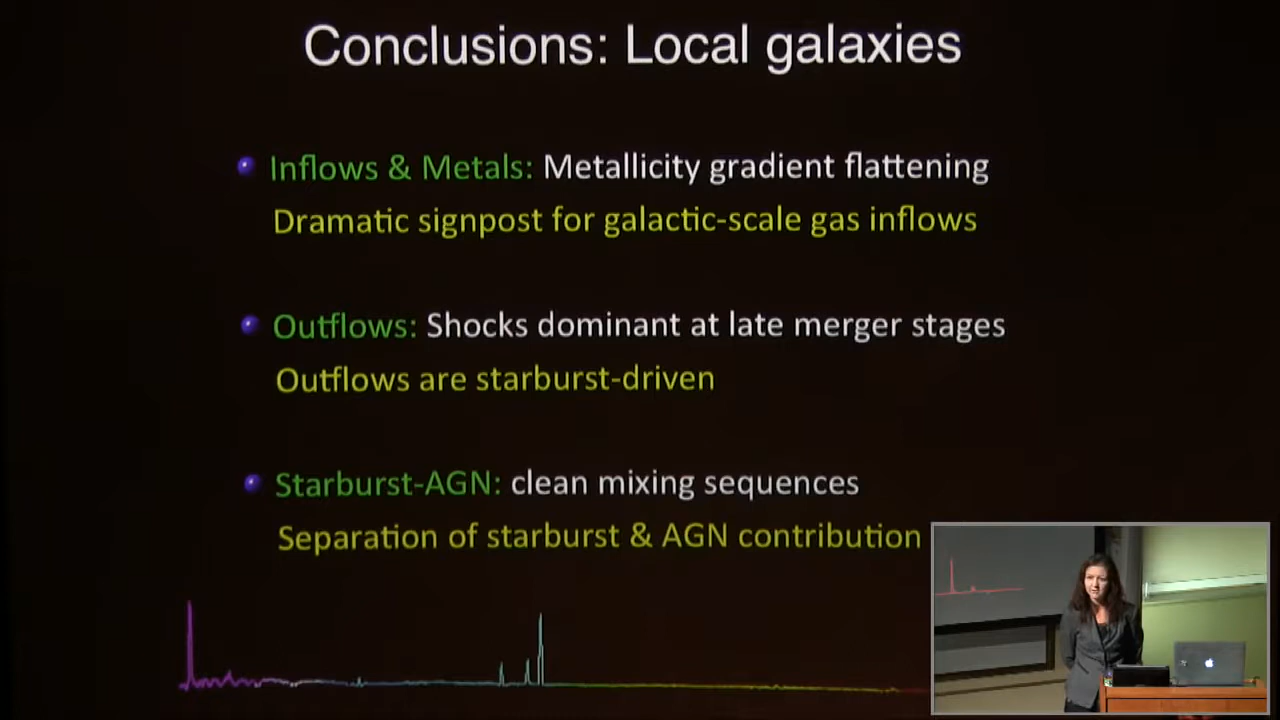 Conclusions: Local galaxies
Inflows & Metals: Metallicity gradient flattening
Dramatic signpost for galactic-scale gas inflows
Outflows: Shocks dominant at late merger stages
Outflows are starburst-driven
Starburst-AGN: clean mixing sequences
Separation of starburst & AGN contribution